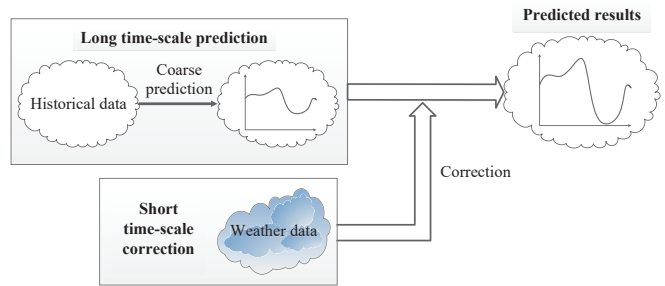 Predicted results
Long time-scale prediction
Coarse
prediction
Historical data
Correction
Short
time-scale
correction
Weather data